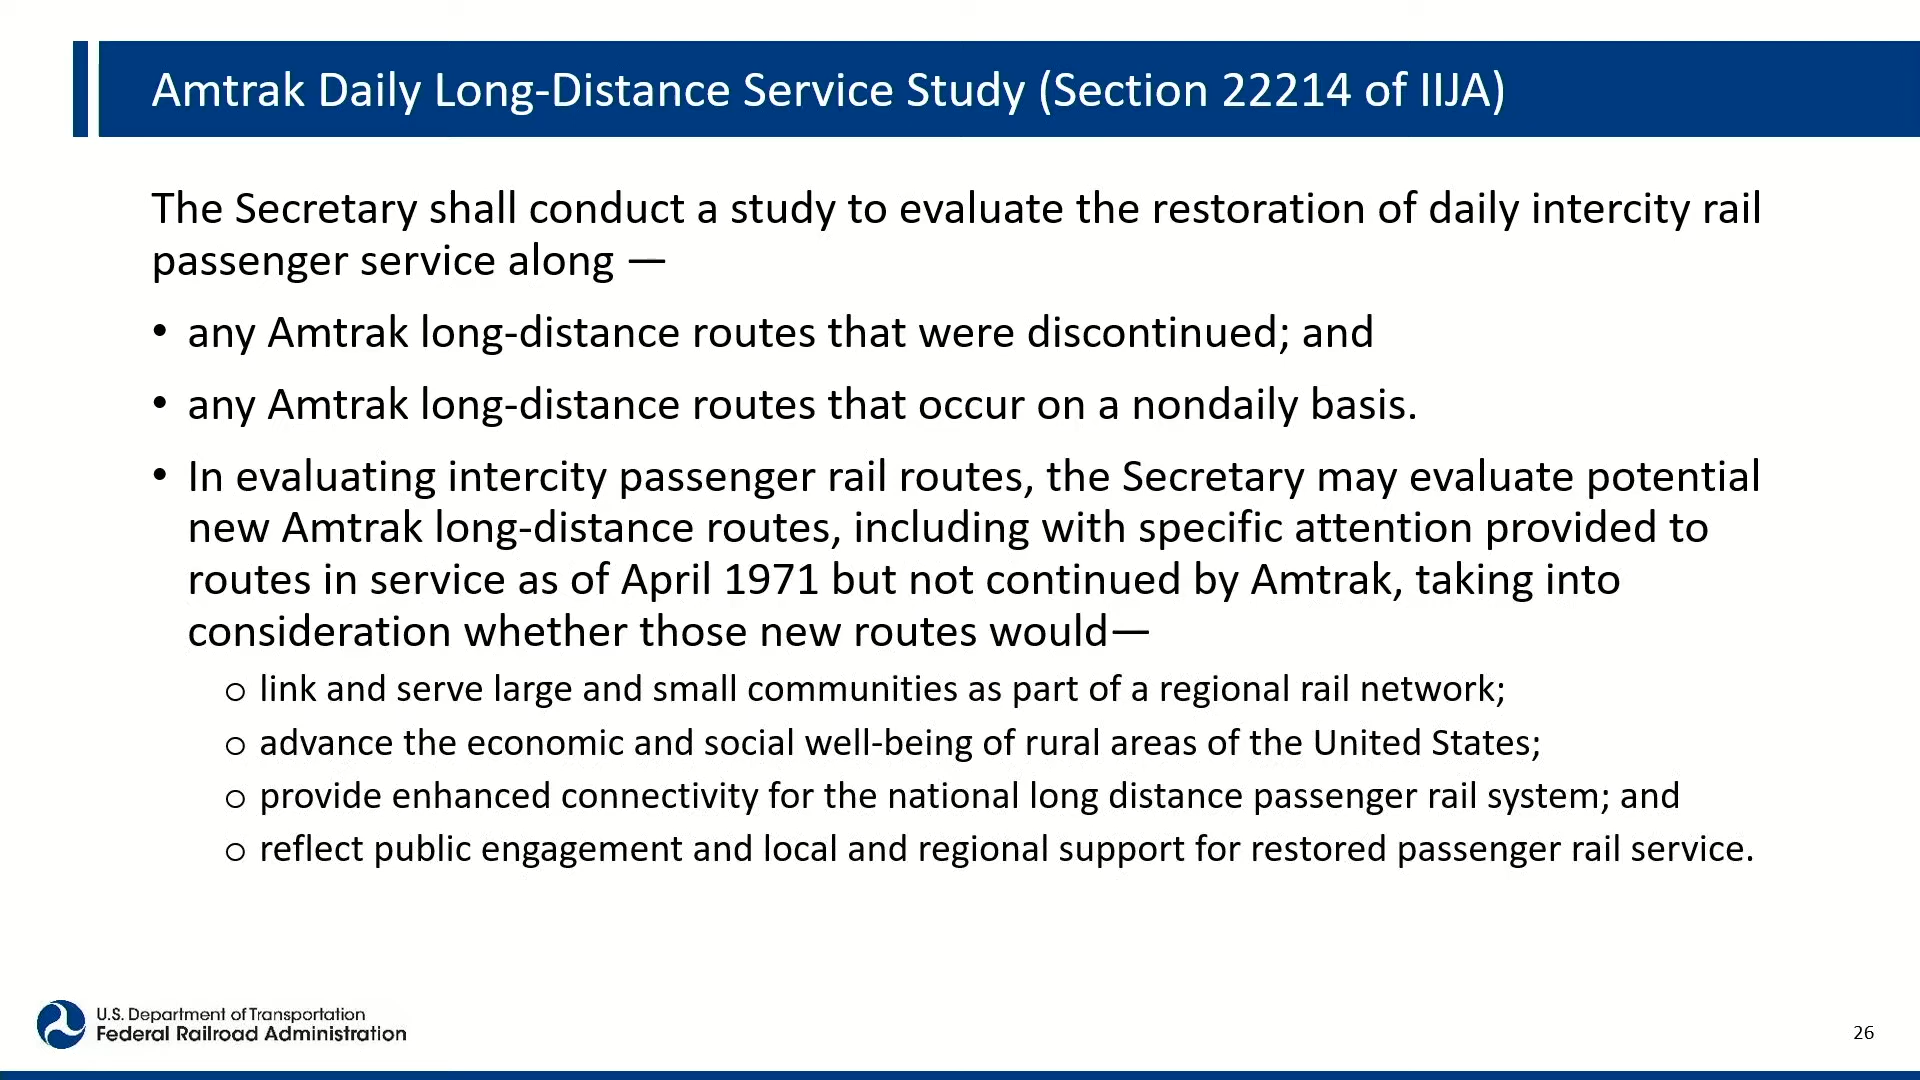 Amtrak Daily Long-Distance Service Study (Section 22214 of IIJA)
The Secretary shall conduct a study to evaluate the restoration of daily intercity rail
passenger service along —
• any Amtrak long-distance routes that were discontinued; and
• any Amtrak long-distance routes that occur on a nondaily basis.
• In evaluating intercity passenger rail routes, the Secretary may evaluate potential
new Amtrak long-distance routes, including with specific attention provided to
routes in service as of April 1971 but not continued by Amtrak, taking into
consideration whether those new routes would—
o link and serve large and small communities as part of a regional rail network;
o advance the economic and social well-being of rural areas of the United States;
o provide enhanced connectivity for the national long distance passenger rail system; and
o reflect public engagement and local and regional support for restored passenger rail service.
U.S. Department of Transportation
Federal Railroad Administration
26